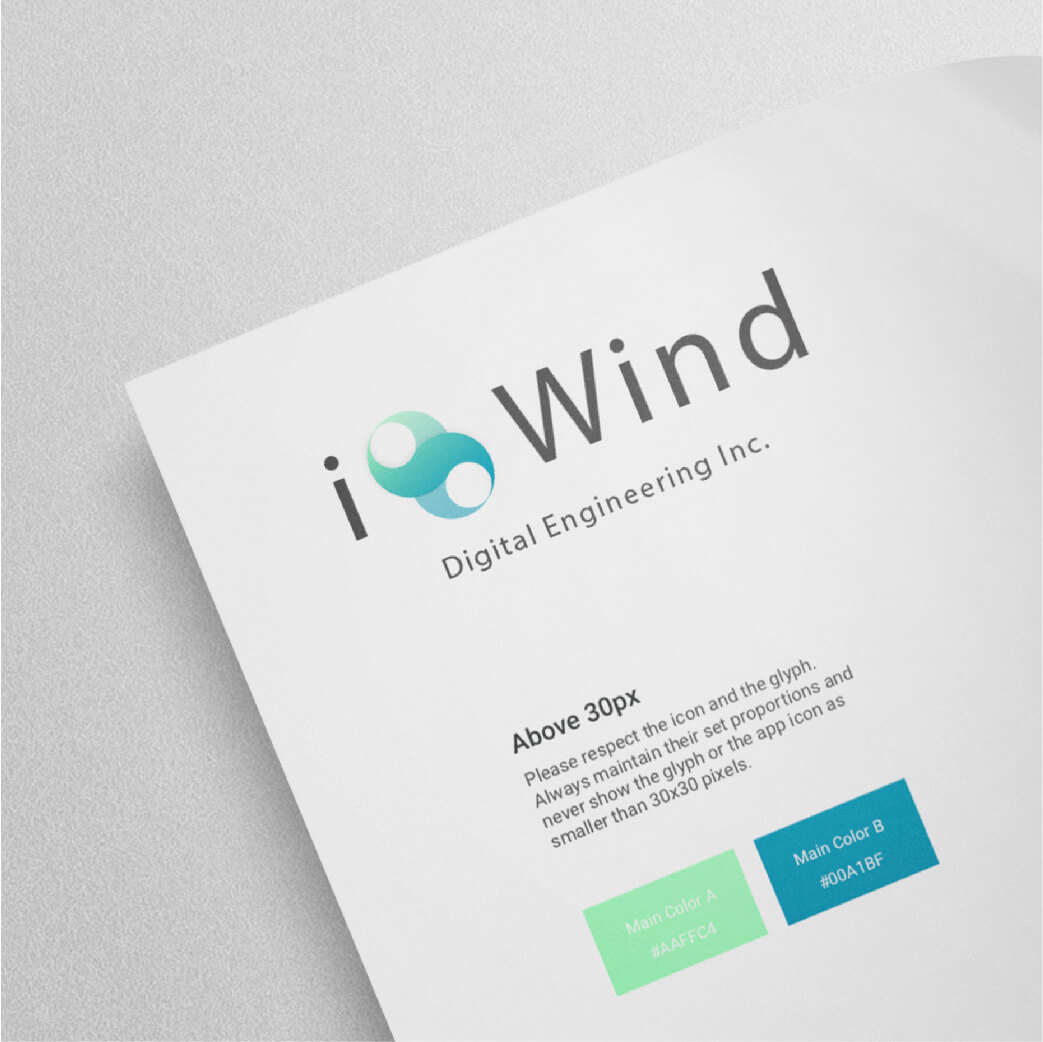 i Wind
Digital Engineering Inc.
Above 30px
Please respect the icon and the glyph.
Always maintain their set proportions and
never show the glyph or the app icon as
smaller than 30x30 pixels.
Main Color A
#AAFFC4
Main Color B
#00A1BF